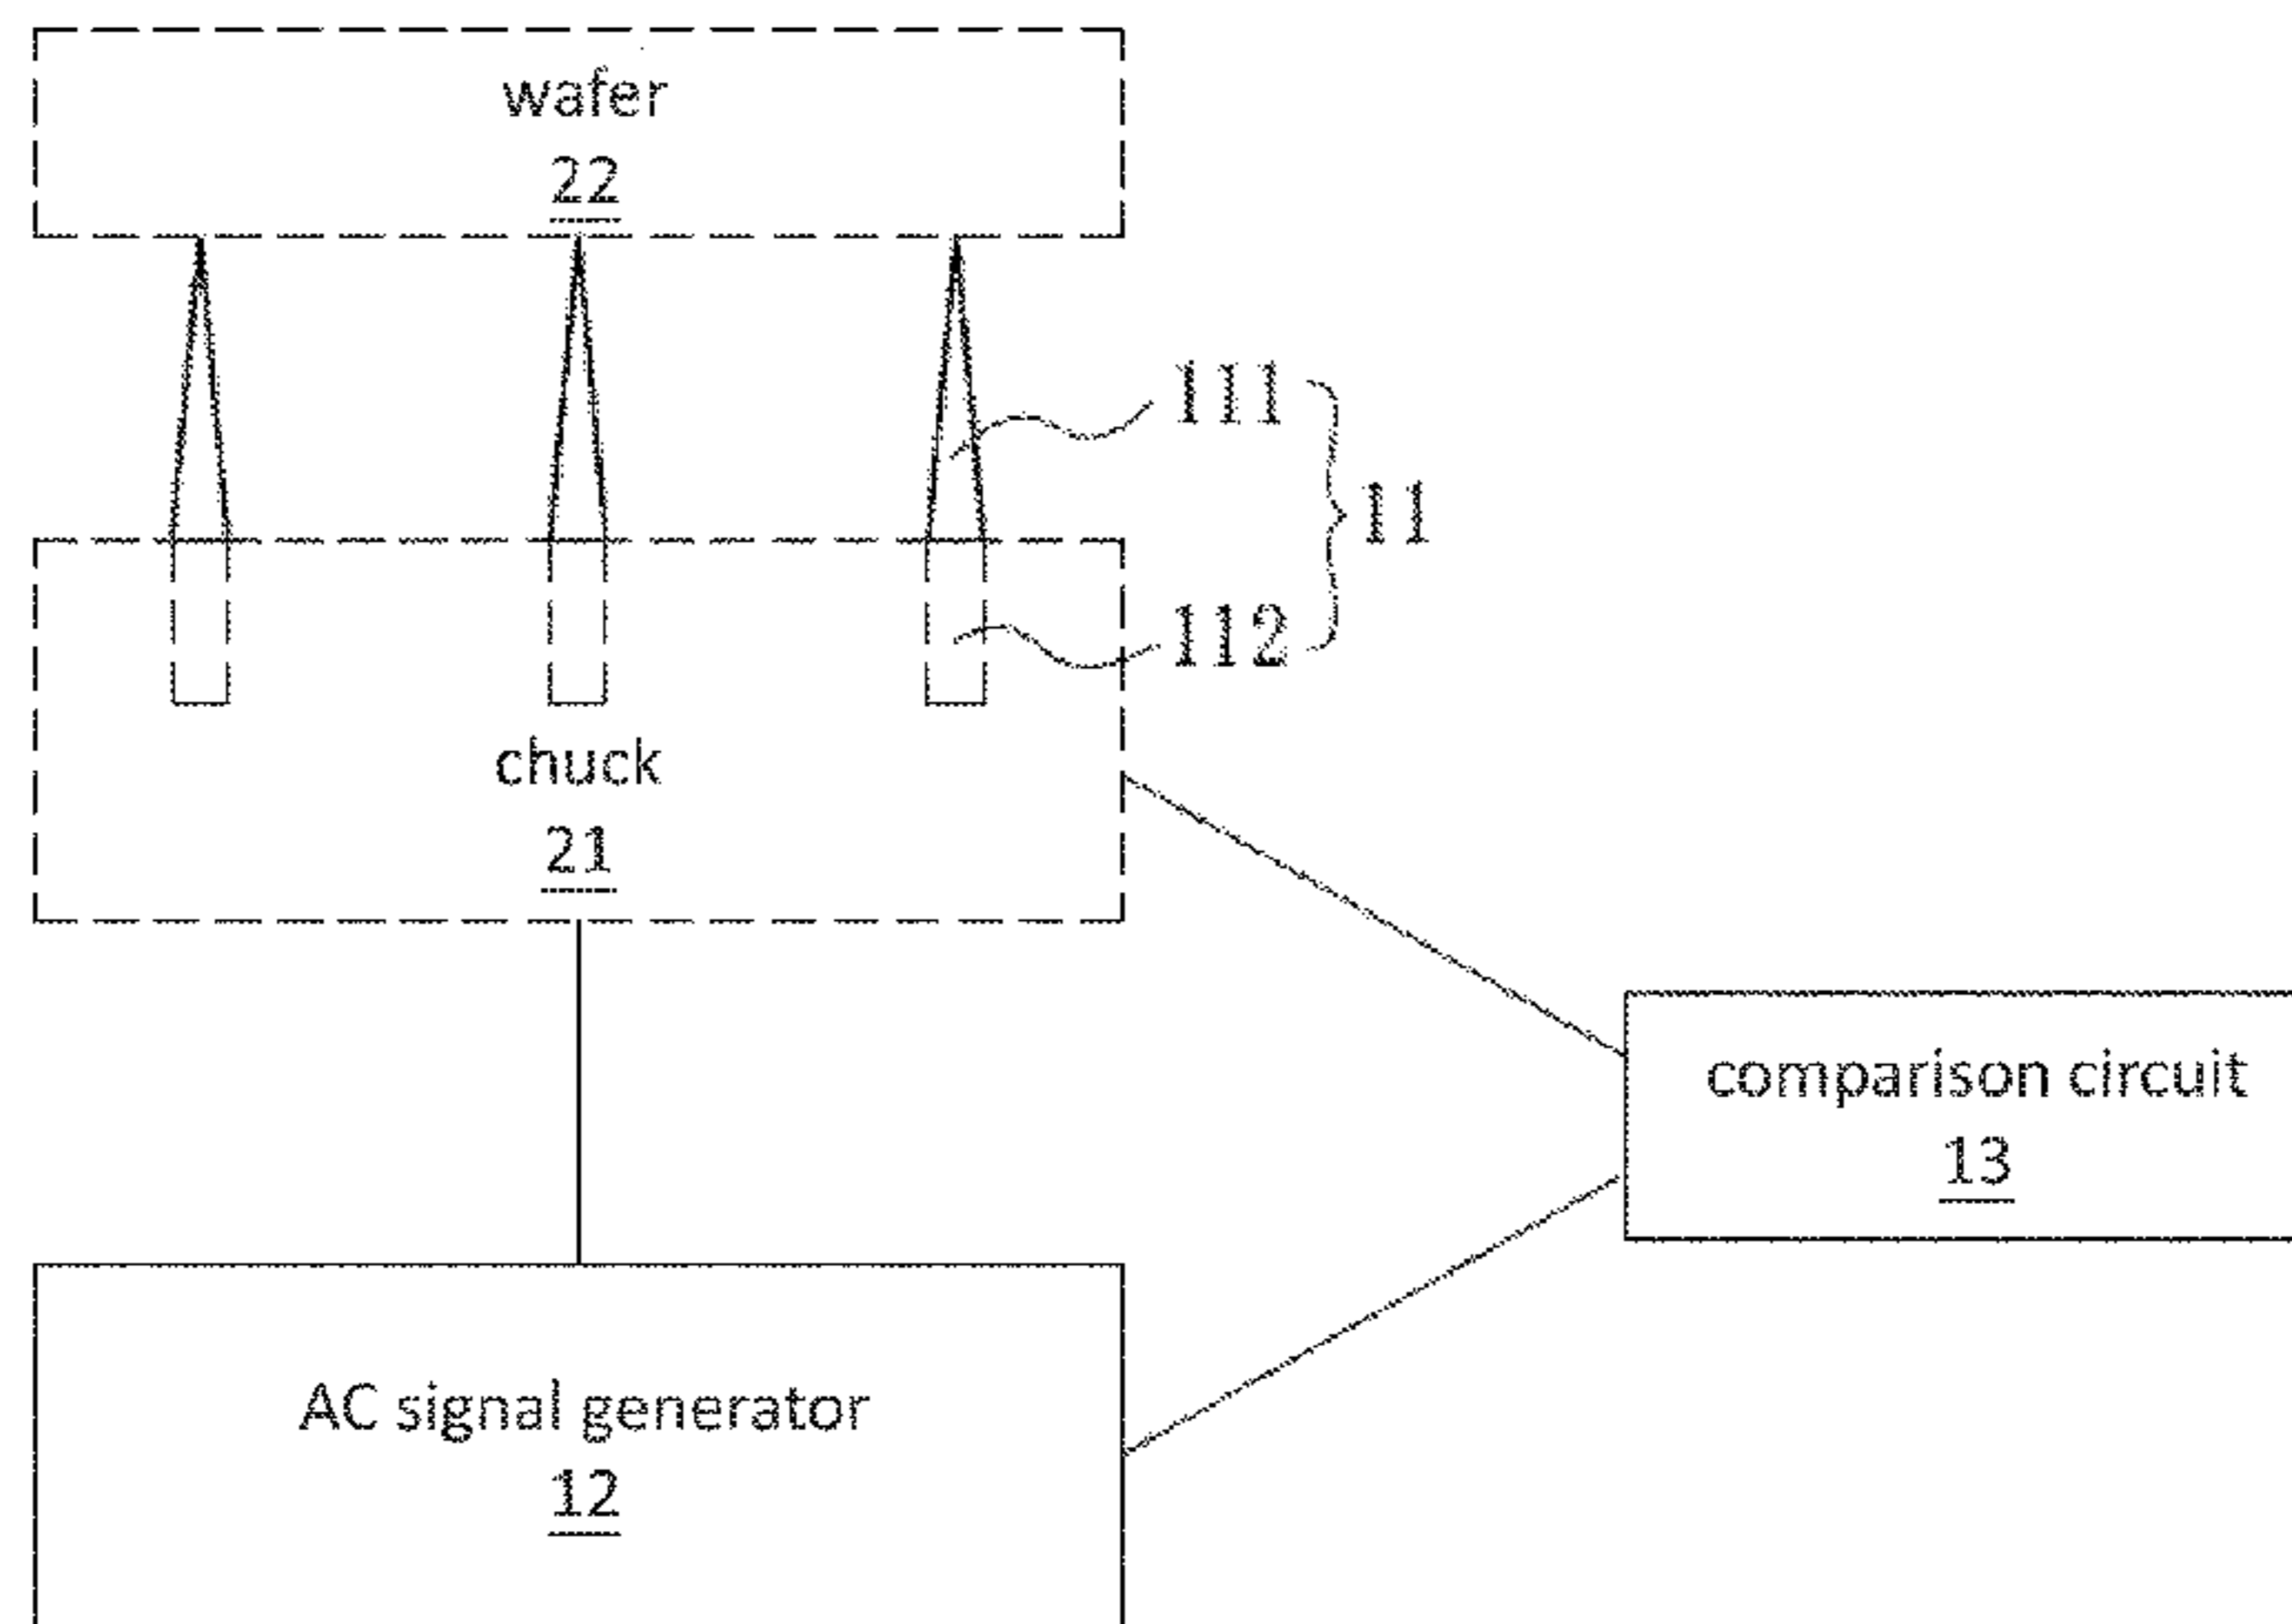 wafer
22
111
11
112
chuck
21
comparison circuit
13
AC signal generator
12